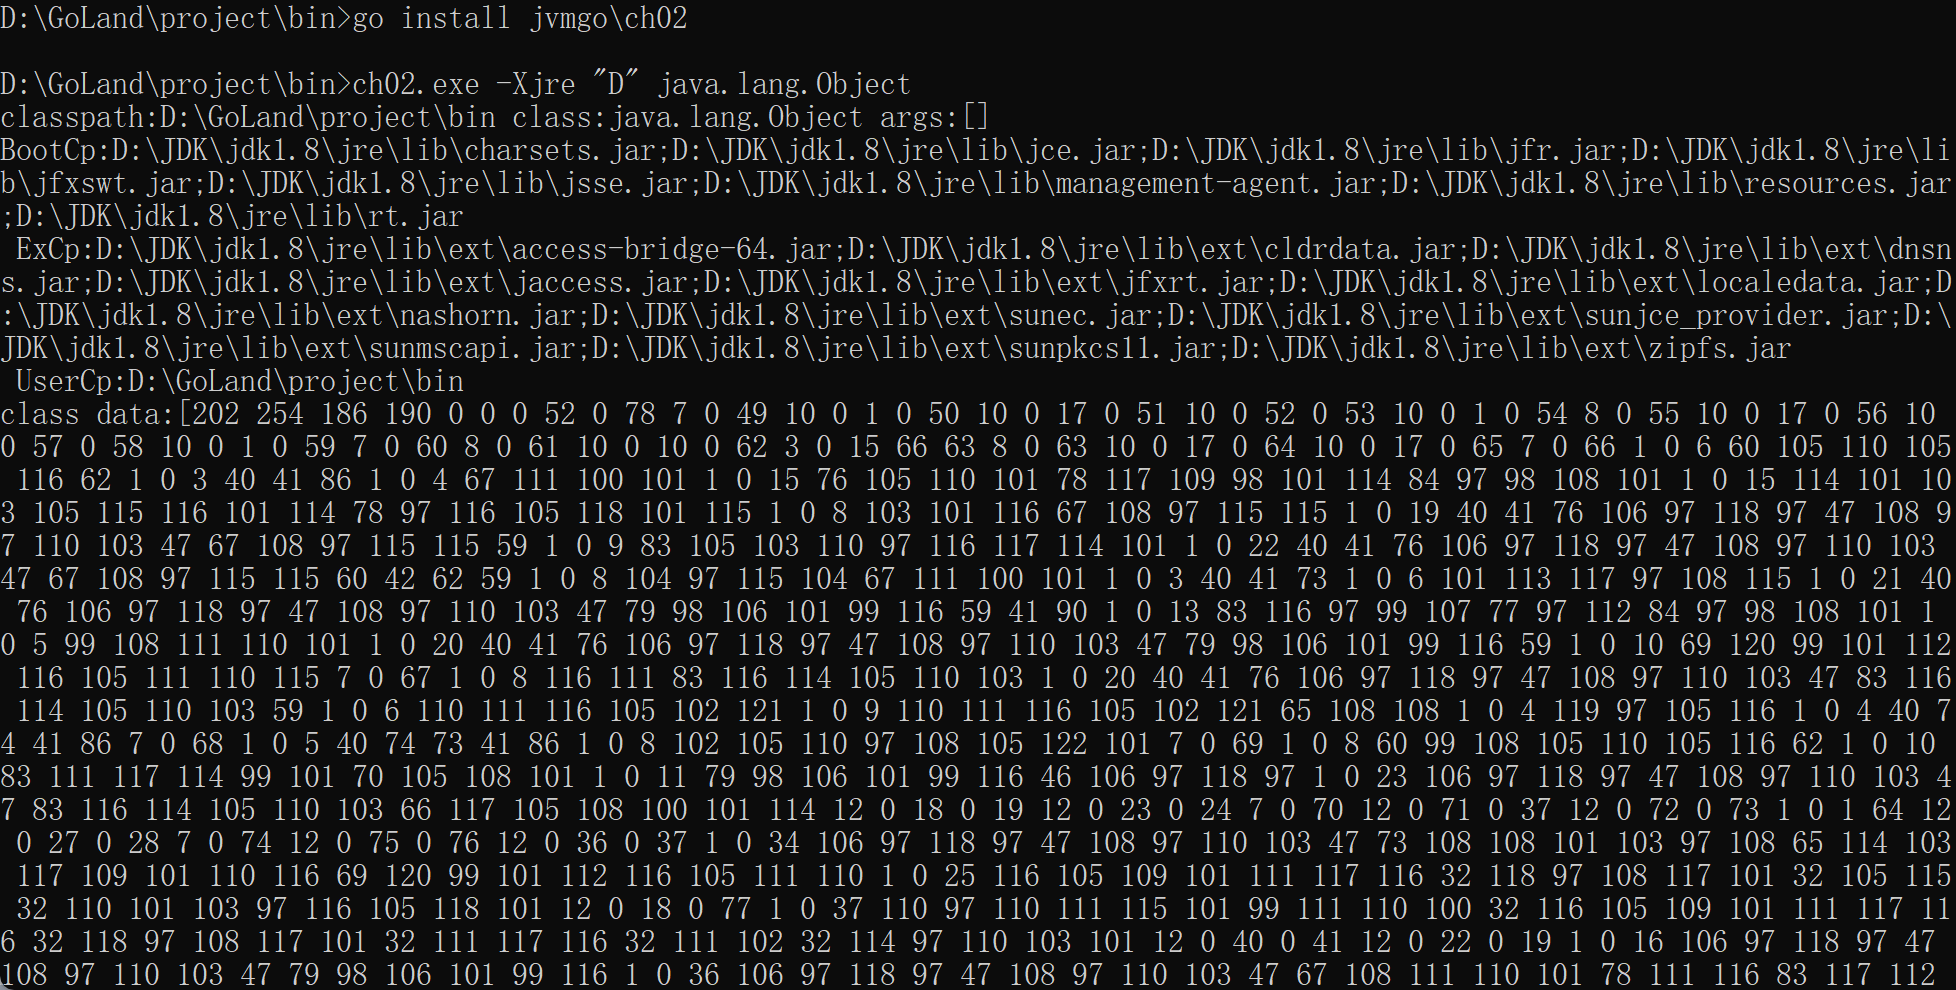 D:\GoLand\project\bin>go install jvmgo\ch02
D:\GoLand\project\bin>ch02.exe -Xjre "D" java.lang.Object
classpath:D:\GoLand\project\bin class:java.lang.Object args:[]
BootCp:D:\JDK\jdk1.8\jre\lib\charsets.jar;D:\JDK\jdk1.8\jre\lib\jce.jar;D:\JDK\jdk1.8\jre\lib\jfr.jar;D:\JDK\jdk1.8\jre\li
b\jfxswt.jar;D:\JDK\jdk1.8\jre\lib\jsse.jar;D:\JDK\jdk1.8\jre\lib\management-agent.jar;D:\JDK\jdk1.8\jre\lib\resources.jar
;D:\JDK\jdk1.8\jre\lib\rt.jar
 ExCp:D:\JDK\jdk1.8\jre\lib\ext\access-bridge-64.jar;D:\JDK\jdk1.8\jre\lib\ext\cldrdata.jar;D:\JDK\jdk1.8\jre\lib\ext\dnsn
s.jar;D:\JDK\jdk1.8\jre\lib\ext\jaccess.jar;D:\JDK\jdk1.8\jre\lib\ext\jfxrt.jar;D:\JDK\jdk1.8\jre\lib\ext\localedata.jar;D
:\JDK\jdk1.8\jre\lib\ext\nashorn.jar;D:\JDK\jdk1.8\jre\lib\ext\sunec.jar;D:\JDK\jdk1.8\jre\lib\ext\sunjce_provider.jar;D:\
JDK\jdk1.8\jre\lib\ext\sunmscapi.jar;D:\JDK\jdk1.8\jre\lib\ext\sunpkcs11.jar;D:\JDK\jdk1.8\jre\lib\ext\zipfs.jar
 UserCp:D:\GoLand\project\bin
class data:[202 254 186 190 0 0 0 52 0 78 7 0 49 10 0 1 0 50 10 0 17 0 51 10 0 52 0 53 10 0 1 0 54 8 0 55 10 0 17 0 56 10
0 57 0 58 10 0 1 0 59 7 0 60 8 0 61 10 0 10 0 62 3 0 15 66 63 8 0 63 10 0 17 0 64 10 0 17 0 65 7 0 66 1 0 6 60 105 110 105
 116 62 1 0 3 40 41 86 1 0 4 67 111 100 101 1 0 15 76 105 110 101 78 117 109 98 101 114 84 97 98 108 101 1 0 15 114 101 10
3 105 115 116 101 114 78 97 116 105 118 101 115 1 0 8 103 101 116 67 108 97 115 115 1 0 19 40 41 76 106 97 118 97 47 108 9
7 110 103 47 67 108 97 115 115 59 1 0 9 83 105 103 110 97 116 117 114 101 1 0 22 40 41 76 106 97 118 97 47 108 97 110 103
47 67 108 97 115 115 60 42 62 59 1 0 8 104 97 115 104 67 111 100 101 1 0 3 40 41 73 1 0 6 101 113 117 97 108 115 1 0 21 40
 76 106 97 118 97 47 108 97 110 103 47 79 98 106 101 99 116 59 41 90 1 0 13 83 116 97 99 107 77 97 112 84 97 98 108 101 1
0 5 99 108 111 110 101 1 0 20 40 41 76 106 97 118 97 47 108 97 110 103 47 79 98 106 101 99 116 59 1 0 10 69 120 99 101 112
 116 105 111 110 115 7 0 67 1 0 8 116 111 83 116 114 105 110 103 1 0 20 40 41 76 106 97 118 97 47 108 97 110 103 47 83 116
 114 105 110 103 59 1 0 6 110 111 116 105 102 121 1 0 9 110 111 116 105 102 121 65 108 108 1 0 4 119 97 105 116 1 0 4 40 7
4 41 86 7 0 68 1 0 5 40 74 73 41 86 1 0 8 102 105 110 97 108 105 122 101 7 0 69 1 0 8 60 99 108 105 110 105 116 62 1 0 10
83 111 117 114 99 101 70 105 108 101 1 0 11 79 98 106 101 99 116 46 106 97 118 97 1 0 23 106 97 118 97 47 108 97 110 103 4
7 83 116 114 105 110 103 66 117 105 108 100 101 114 12 0 18 0 19 12 0 23 0 24 7 0 70 12 0 71 0 37 12 0 72 0 73 1 0 1 64 12
 0 27 0 28 7 0 74 12 0 75 0 76 12 0 36 0 37 1 0 34 106 97 118 97 47 108 97 110 103 47 73 108 108 101 103 97 108 65 114 103
 117 109 101 110 116 69 120 99 101 112 116 105 111 110 1 0 25 116 105 109 101 111 117 116 32 118 97 108 117 101 32 105 115
 32 110 101 103 97 116 105 118 101 12 0 18 0 77 1 0 37 110 97 110 111 115 101 99 111 110 100 32 116 105 109 101 111 117 11
6 32 118 97 108 117 101 32 111 117 116 32 111 102 32 114 97 110 103 101 12 0 40 0 41 12 0 22 0 19 1 0 16 106 97 118 97 47
108 97 110 103 47 79 98 106 101 99 116 1 0 36 106 97 118 97 47 108 97 110 103 47 67 108 111 110 101 78 111 116 83 117 112